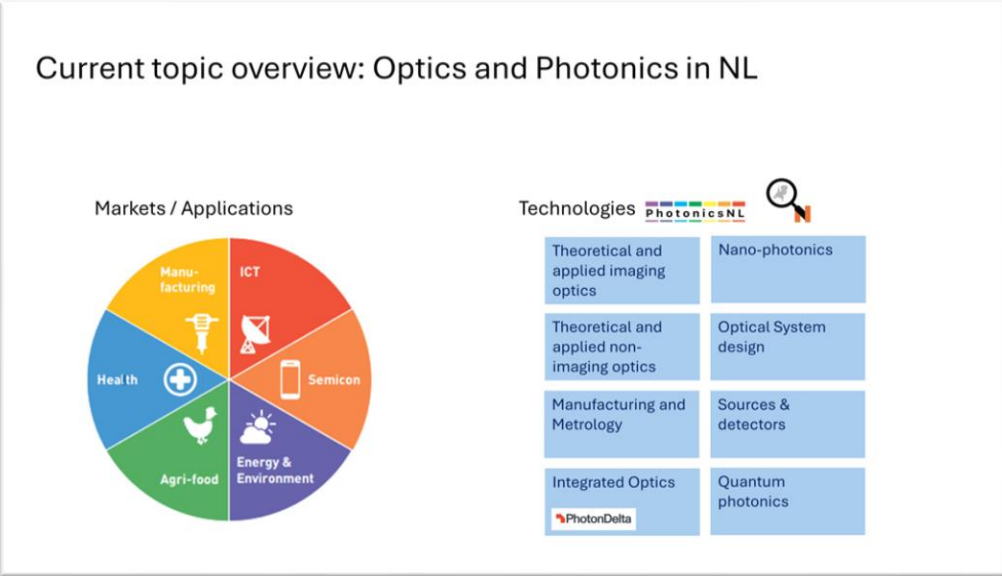 Current topic overview: Optics and Photonics in NL
Markets / Applications
Manu-
facturing
ICT
Health
Semicon
Agri-food
Energy &
Environment
Technologies
PhotonicsNL
N
Theoretical and
applied imaging
optics
Nano-photonics
Theoretical and
applied non-
imaging optics
Optical System
design
Manufacturing and
Metrology
Sources &
detectors
Integrated Optics
PhotonDelta
Quantum
photonics